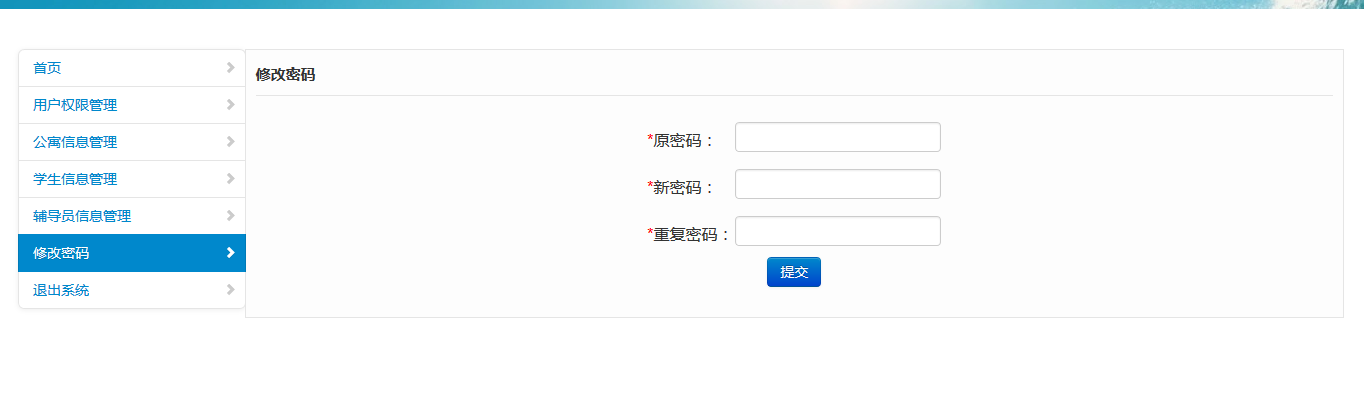 首页
用户权限管理
公寓信息管理
学生信息管理
辅导员信息管理
修改密码
退出系统
修改密码
*原密码：
*新密码：
*重复密码：
提交